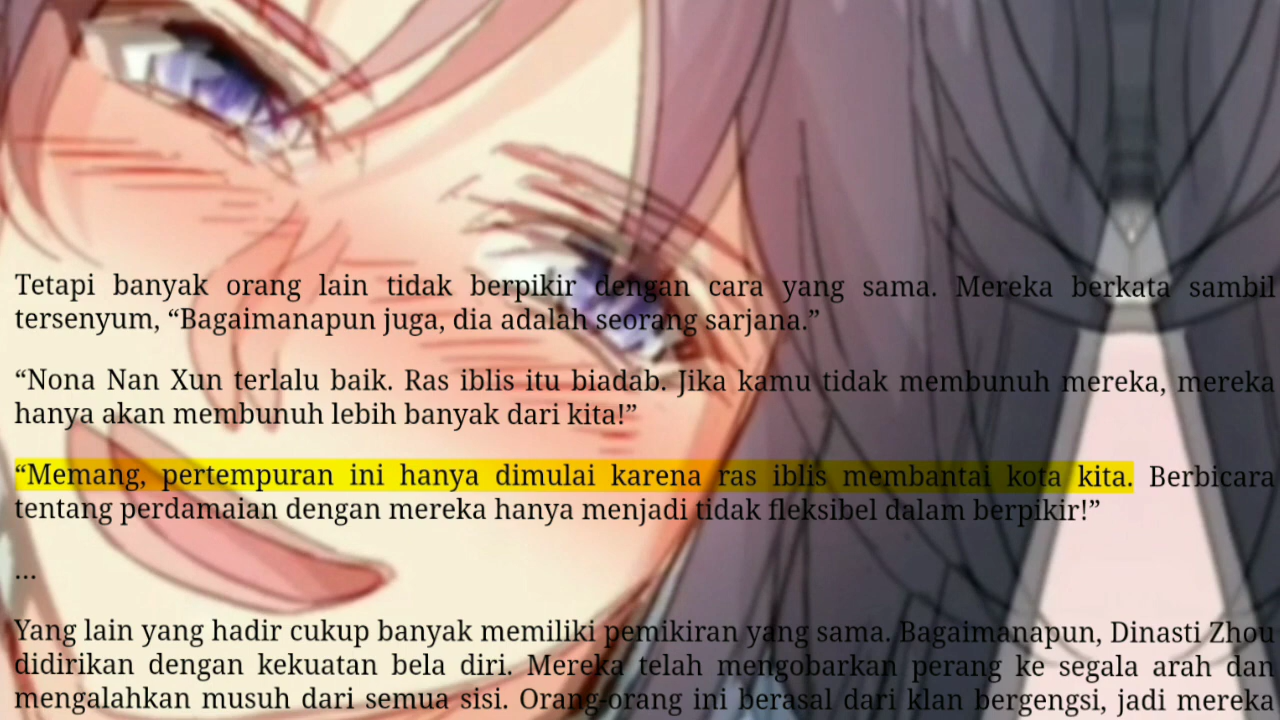 Tetapi banyak orang lain tidak berpikir dengan cara yang sama. Mereka berkata sambil
tersenyum, “Bagaimanapun juga, dia adalah seorang sarjana.”
“Nona Nan Xun terlalu baik. Ras iblis itu biadab. Jika kamu tidak membunuh mereka, mereka
hanya akan membunuh lebih banyak dari kita!”
“Memang, pertempuran ini hanya dimulai karena ras iblis membantai kota kita. Berbicara
tentang perdamaian dengan mereka hanya menjadi tidak fleksibel dalam berpikir!”
...
Yang lain yang hadir cukup banyak memiliki pemikiran yang sama. Bagaimanapun, Dinasti Zhou
didirikan dengan kekuatan bela diri. Mereka telah mengobarkan perang ke segala arah dan
mengalahkan musuh dari semua sisi. Orang-orang ini berasal dari klan bergengsi, jadi mereka